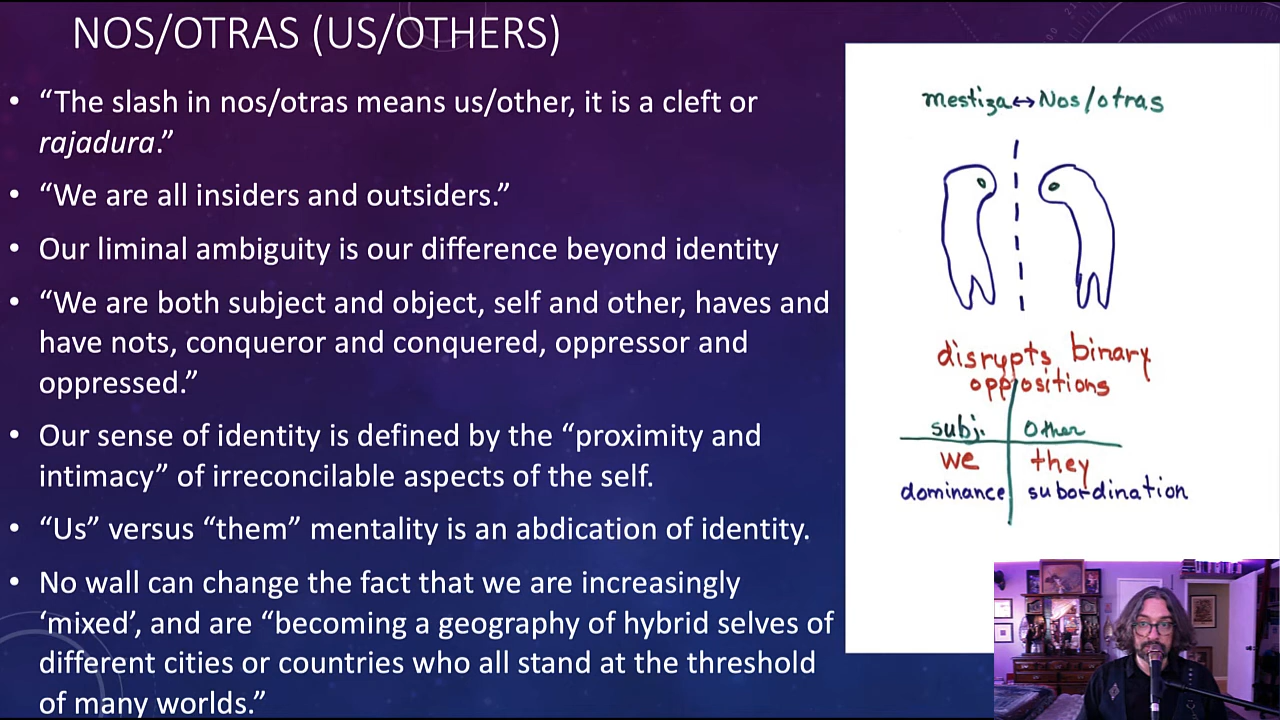 NOS/OTRAS (US/OTHERS)
• “The slash in nos/otras means us/other, it is a cleft or
rajadura.”
• “We are all insiders and outsiders.”
• Our liminal ambiguity is our difference beyond identity
• “We are both subject and object, self and other, haves and
have nots, conqueror and conquered, oppressor and
oppressed.”
• Our sense of identity is defined by the “proximity and
intimacy” of irreconcilable aspects of the self.
• “Us” versus “them” mentality is an abdication of identity.
• No wall can change the fact that we are increasingly
‘mixed’, and are “becoming a geography of hybrid selves of
different cities or countries who all stand at the threshold
of many worlds.”
mestiza↔Nos/otras
disrupts binary
oppositions
subj. Other
we they
dominance subordination